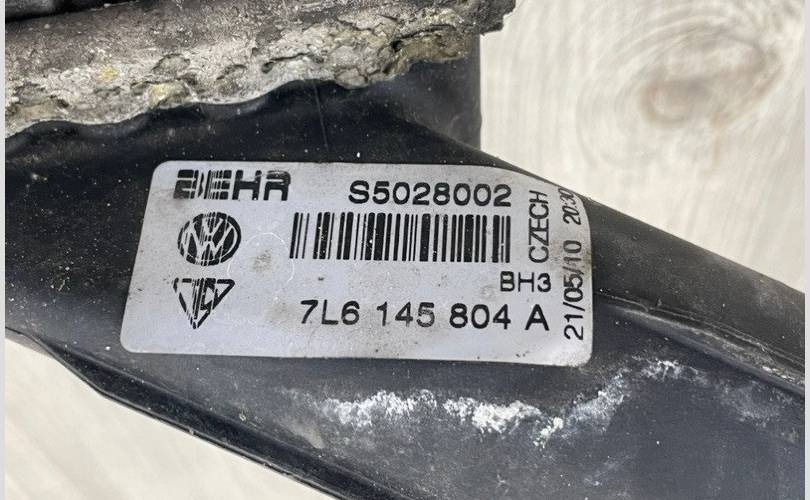 BEHR S5028002
BH3
7L6 145 804 A
CZECH
21/05/10 20:30